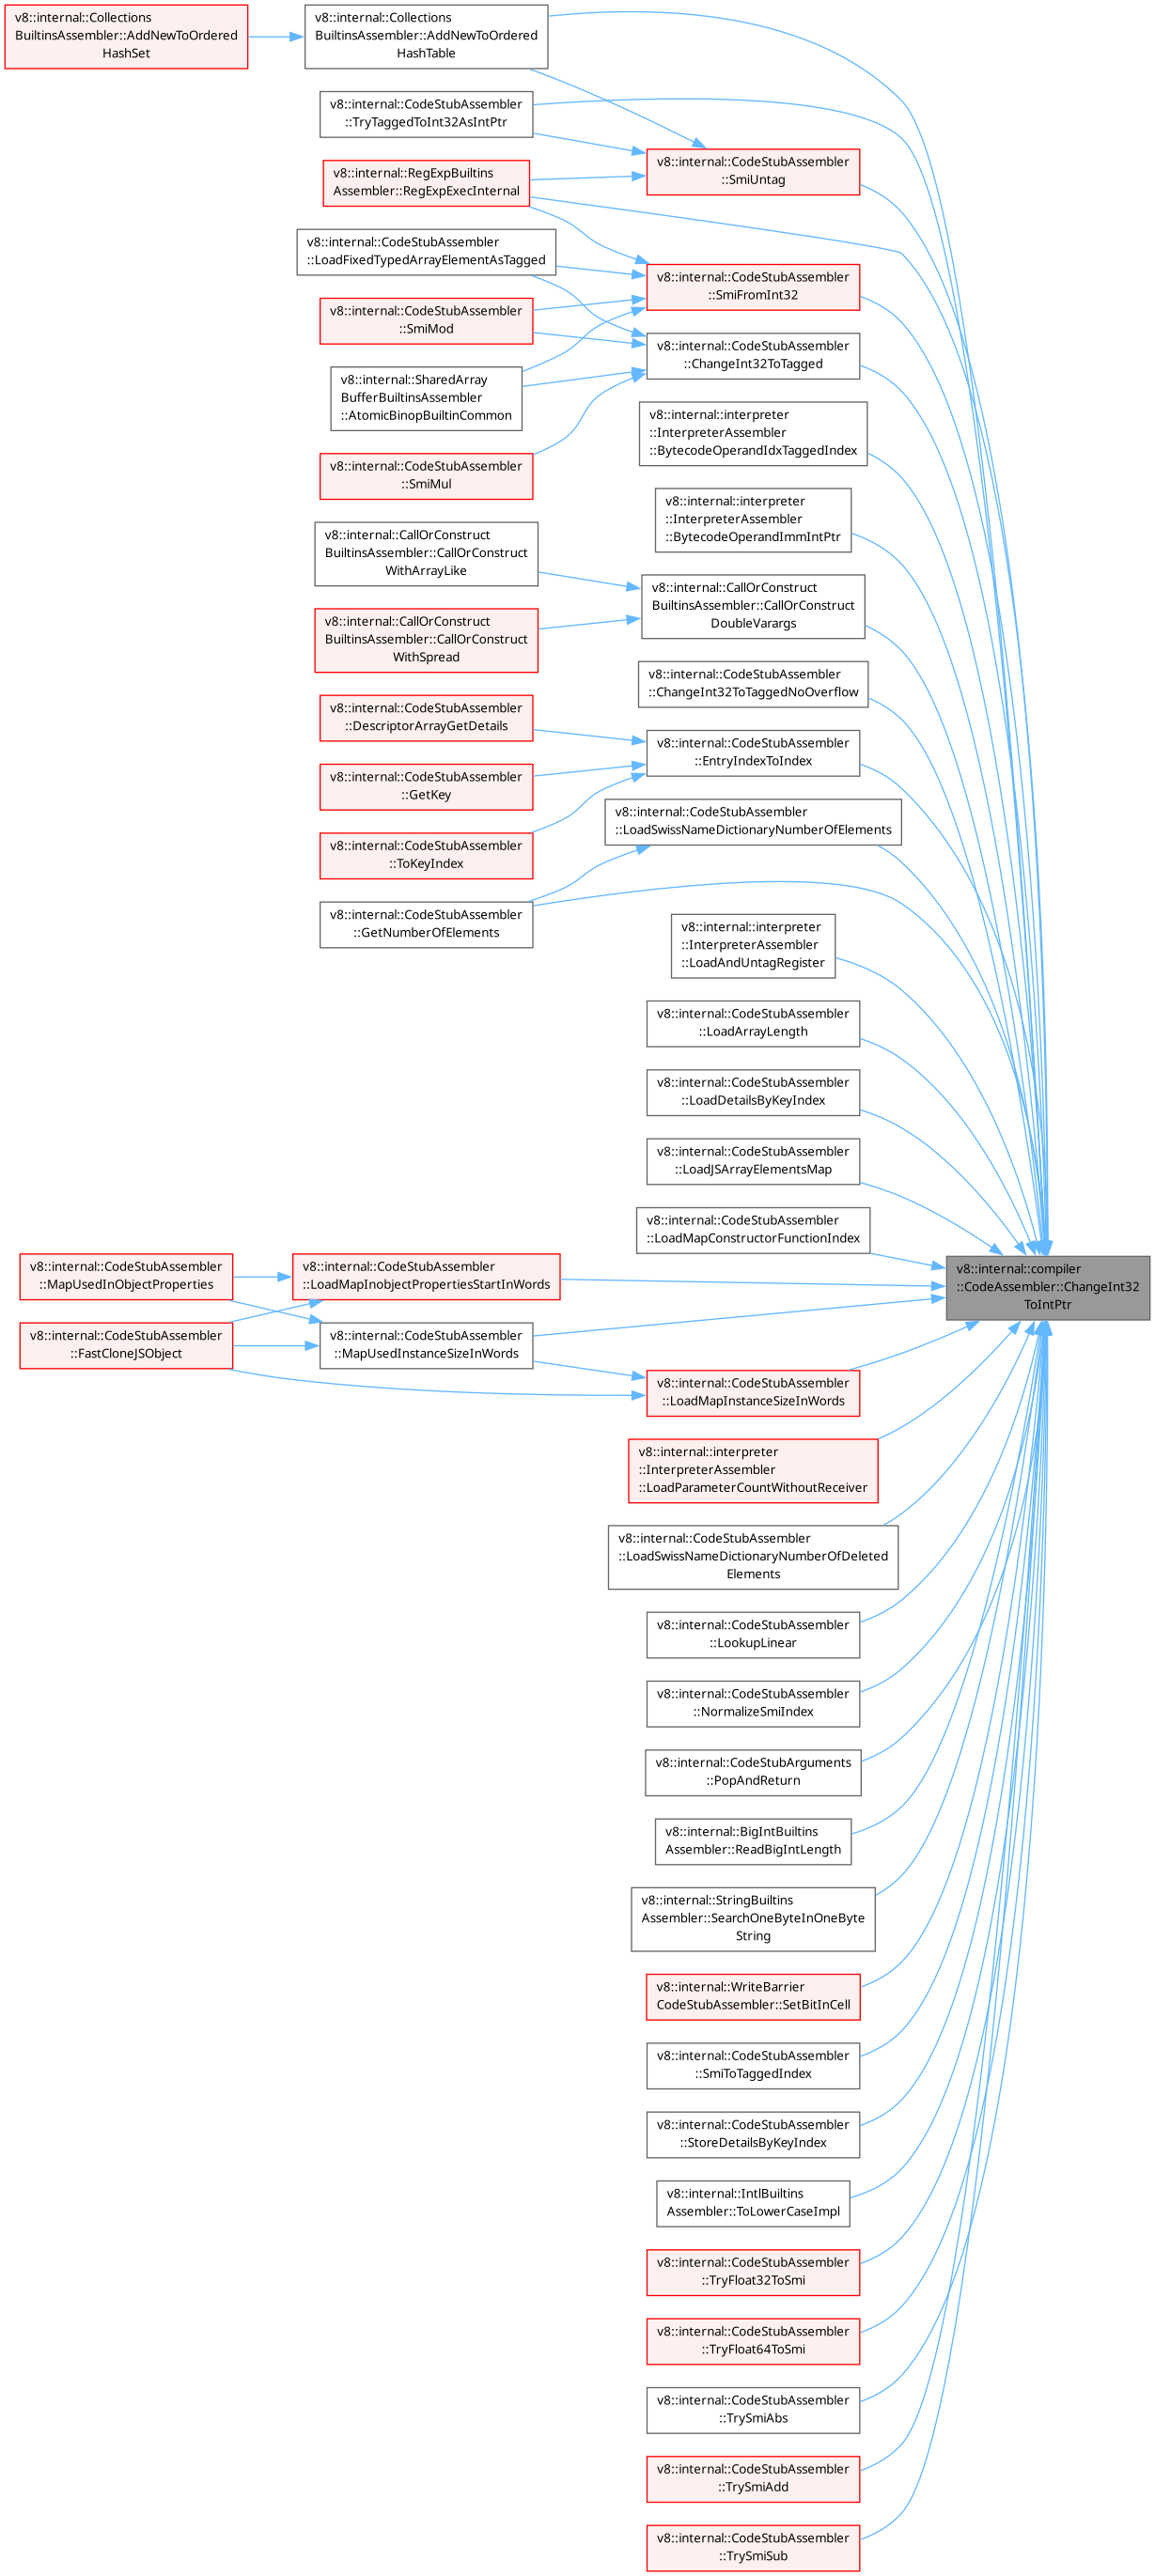 v8::internal::Collections
BuiltinsAssembler::AddNewToOrdered
HashSet
v8::internal::Collections
BuiltinsAssembler::AddNewToOrdered
HashTable
v8::internal::CodeStubAssembler
::TryTaggedToInt32AsIntPtr
v8::internal::RegExpBuiltins
Assembler::RegExpExecInternal
v8::internal::CodeStubAssembler
::SmiUntag
v8::internal::CodeStubAssembler
::LoadFixedTypedArrayElementAsTagged
v8::internal::CodeStubAssembler
::SmiFromInt32
v8::internal::CodeStubAssembler
::SmiMod
v8::internal::CodeStubAssembler
::ChangeInt32ToTagged
v8::internal::SharedArray
BufferBuiltinsAssembler
::AtomicBinopBuiltinCommon
v8::internal::interpreter
::InterpreterAssembler
::BytecodeOperandIdxTaggedIndex
v8::internal::CodeStubAssembler
::SmiMul
v8::internal::interpreter
::InterpreterAssembler
::BytecodeOperandImmIntPtr
v8::internal::CallOrConstruct
BuiltinsAssembler::CallOrConstruct
WithArrayLike
v8::internal::CallOrConstruct
BuiltinsAssembler::CallOrConstruct
DoubleVarargs
v8::internal::CallOrConstruct
BuiltinsAssembler::CallOrConstruct
WithSpread
v8::internal::CodeStubAssembler
::ChangeInt32ToTaggedNoOverflow
v8::internal::CodeStubAssembler
::DescriptorArrayGetDetails
v8::internal::CodeStubAssembler
::EntryIndexToIndex
v8::internal::CodeStubAssembler
::GetKey
v8::internal::CodeStubAssembler
::LoadSwissNameDictionaryNumberOfElements
v8::internal::CodeStubAssembler
::ToKeyIndex
v8::internal::CodeStubAssembler
::GetNumberOfElements
v8::internal::interpreter
::InterpreterAssembler
::LoadAndUntagRegister
v8::internal::CodeStubAssembler
::LoadArrayLength
v8::internal::CodeStubAssembler
::LoadDetailsByKeyIndex
v8::internal::CodeStubAssembler
::LoadJSArrayElementsMap
v8::internal::CodeStubAssembler
::LoadMapConstructorFunctionIndex
v8::internal::CodeStubAssembler
::MapUsedInObjectProperties
v8::internal::CodeStubAssembler
::LoadMapInobjectPropertiesStartInWords
v8::internal::compiler
::CodeAssembler::ChangeInt32
ToIntPtr
v8::internal::CodeStubAssembler
::FastCloneJSObject
v8::internal::CodeStubAssembler
::MapUsedInstanceSizeInWords
v8::internal::CodeStubAssembler
::LoadMapInstanceSizeInWords
v8::internal::interpreter
::InterpreterAssembler
::LoadParameterCountWithoutReceiver
v8::internal::CodeStubAssembler
::LoadSwissNameDictionaryNumberOfDeleted
Elements
v8::internal::CodeStubAssembler
::LookupLinear
v8::internal::CodeStubAssembler
::NormalizeSmiIndex
v8::internal::CodeStubArguments
::PopAndReturn
v8::internal::BigIntBuiltins
Assembler::ReadBigIntLength
v8::internal::StringBuiltins
Assembler::SearchOneByteInOneByte
String
v8::internal::WriteBarrier
CodeStubAssembler::SetBitInCell
v8::internal::CodeStubAssembler
::SmiToTaggedIndex
v8::internal::CodeStubAssembler
::StoreDetailsByKeyIndex
v8::internal::IntlBuiltins
Assembler::ToLowerCaseImpl
v8::internal::CodeStubAssembler
::TryFloat32ToSmi
v8::internal::CodeStubAssembler
::TryFloat64ToSmi
v8::internal::CodeStubAssembler
::TrySmiAbs
v8::internal::CodeStubAssembler
::TrySmiAdd
v8::internal::CodeStubAssembler
::TrySmiSub